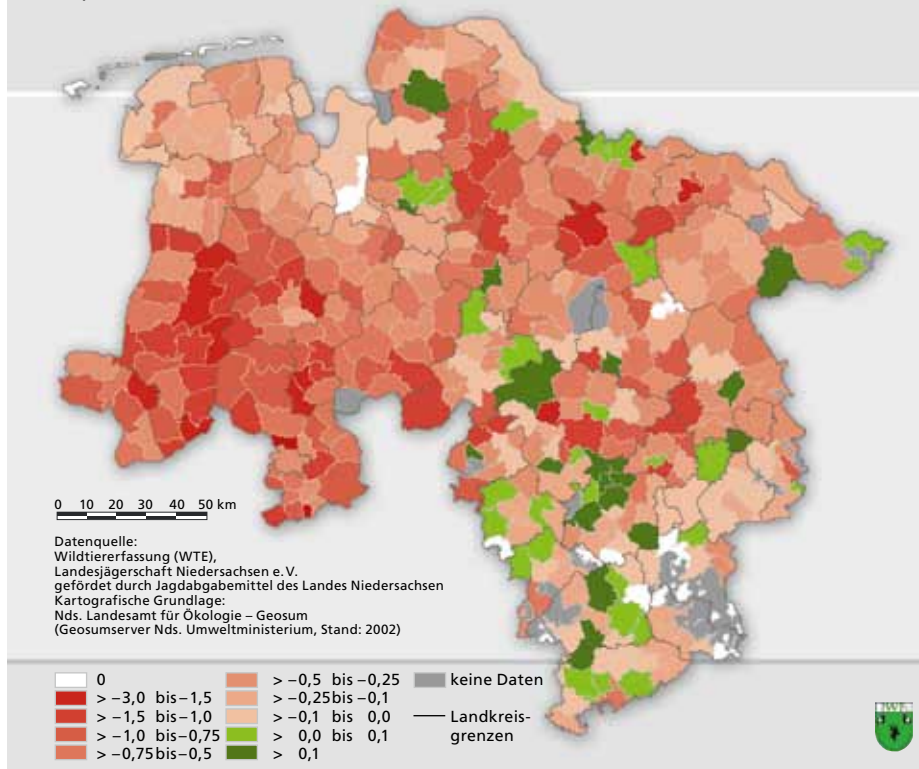 0 10 20 30 40 50 km
Datenquelle:
Wildtiererfassung (WTE),
Landesjägerschaft Niedersachsen e.V.
gefördet durch Jagdabgabemittel des Landes Niedersachsen
Kartografische Grundlage:
Nds. Landesamt für Ökologie – Geosum
(Geosumserver Nds. Umweltministerium, Stand: 2002)
0
> –3,0 bis –1,5
> –1,5 bis –1,0
> –1,0 bis –0,75
> –0,75 bis –0,5
> –0,5 bis –0,25
> –0,25 bis –0,1
> –0,1 bis 0,0
> 0,0 bis 0,1
> 0,1
keine Daten
Landkreis-
grenzen